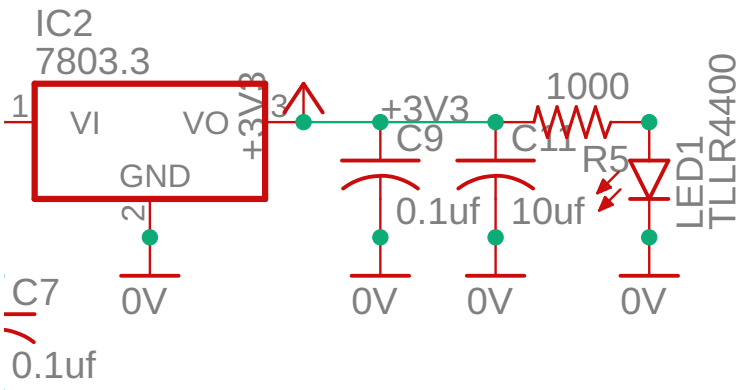 IC2
7803.3
1
VI
VO
3
+3V3
GND
2
0V
C7
0.1uf
+3V3
C9
0.1uf
0V
C11
10uf
0V
1000
R5
LED1
TLLR4400
0V